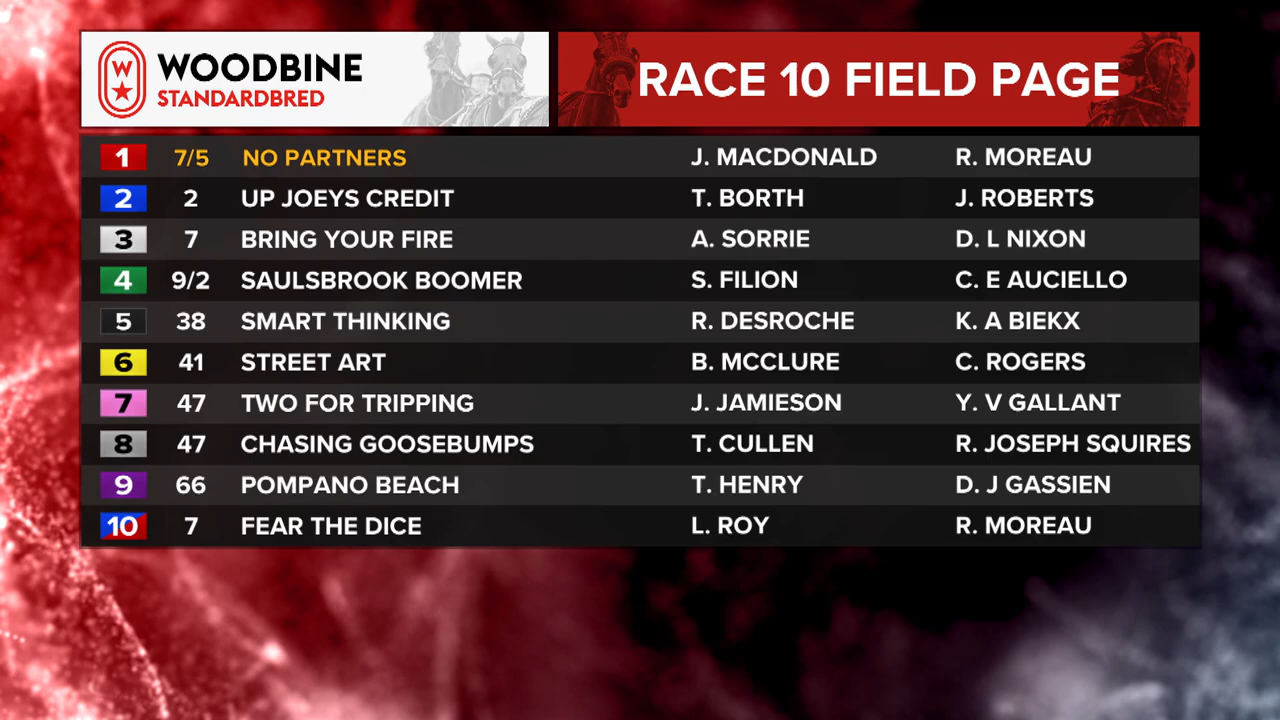 W
WOODBINE
STANDARDBRED
RACE 10 FIELD PAGE
1 7/5 NO PARTNERS J. MACDONALD R. MOREAU
2 2 UP JOEYS CREDIT T. BORTH J. ROBERTS
3 7 BRING YOUR FIRE A. SORRIE D. L NIXON
4 9/2 SAULSBROOK BOOMER S. FILION C. E AUCIELLO
5 38 SMART THINKING R. DESROCHE K. A BIEKX
6 41 STREET ART B. MCCLURE C. ROGERS
7 47 TWO FOR TRIPPING J. JAMIESON Y. V GALLANT
8 47 CHASING GOOSEBUMPS T. CULLEN R. JOSEPH SQUIRES
9 66 POMPANO BEACH T. HENRY D. J GASSIEN
10 7 FEAR THE DICE L. ROY R. MOREAU